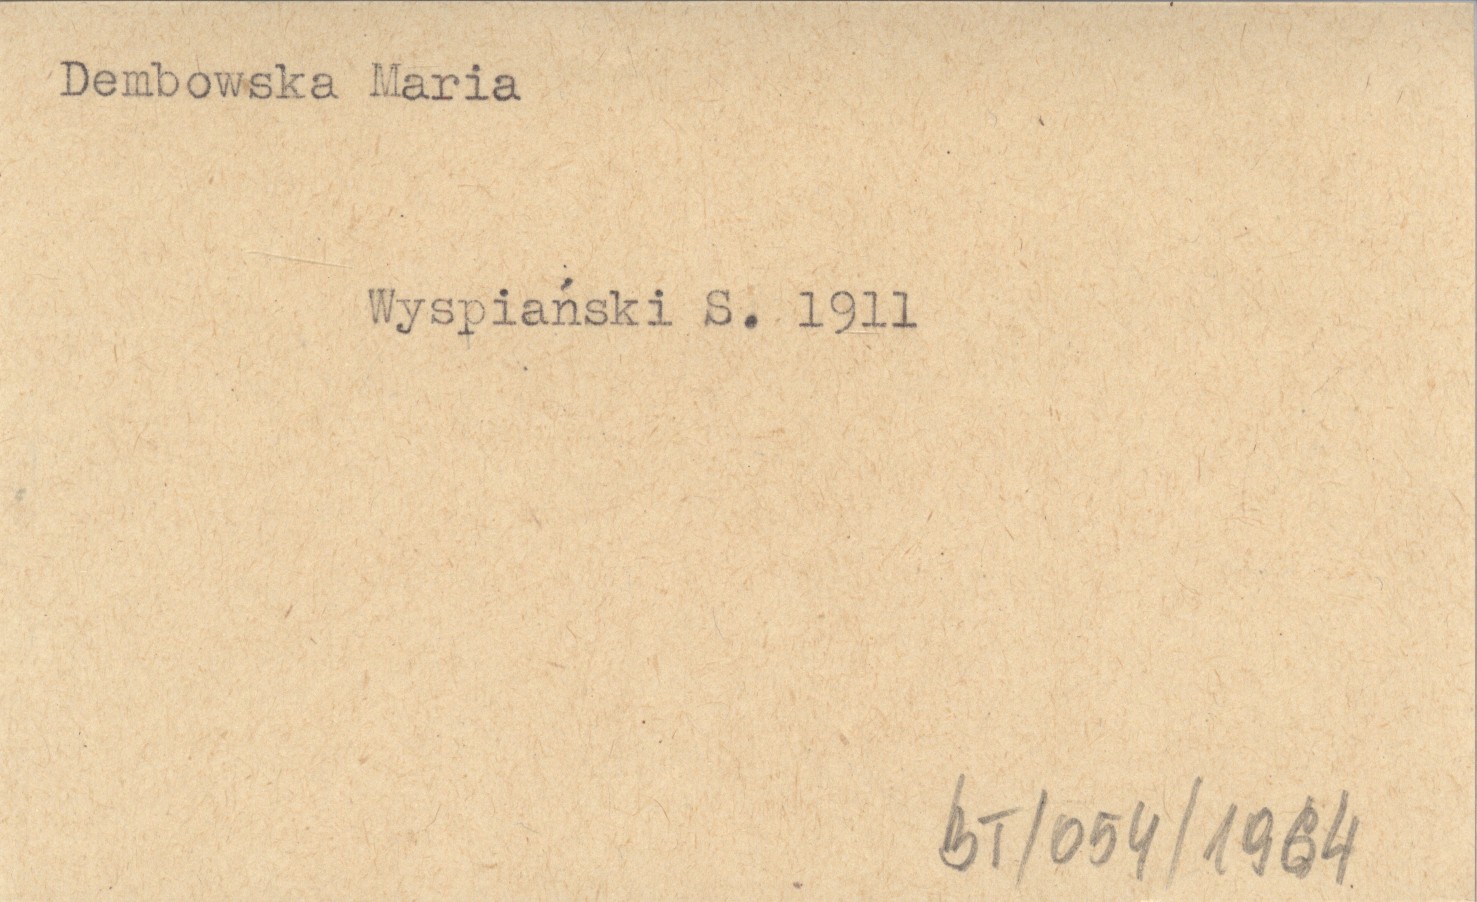 Dembowska Maria
Wyspiański S. 1911
BT/054/1964